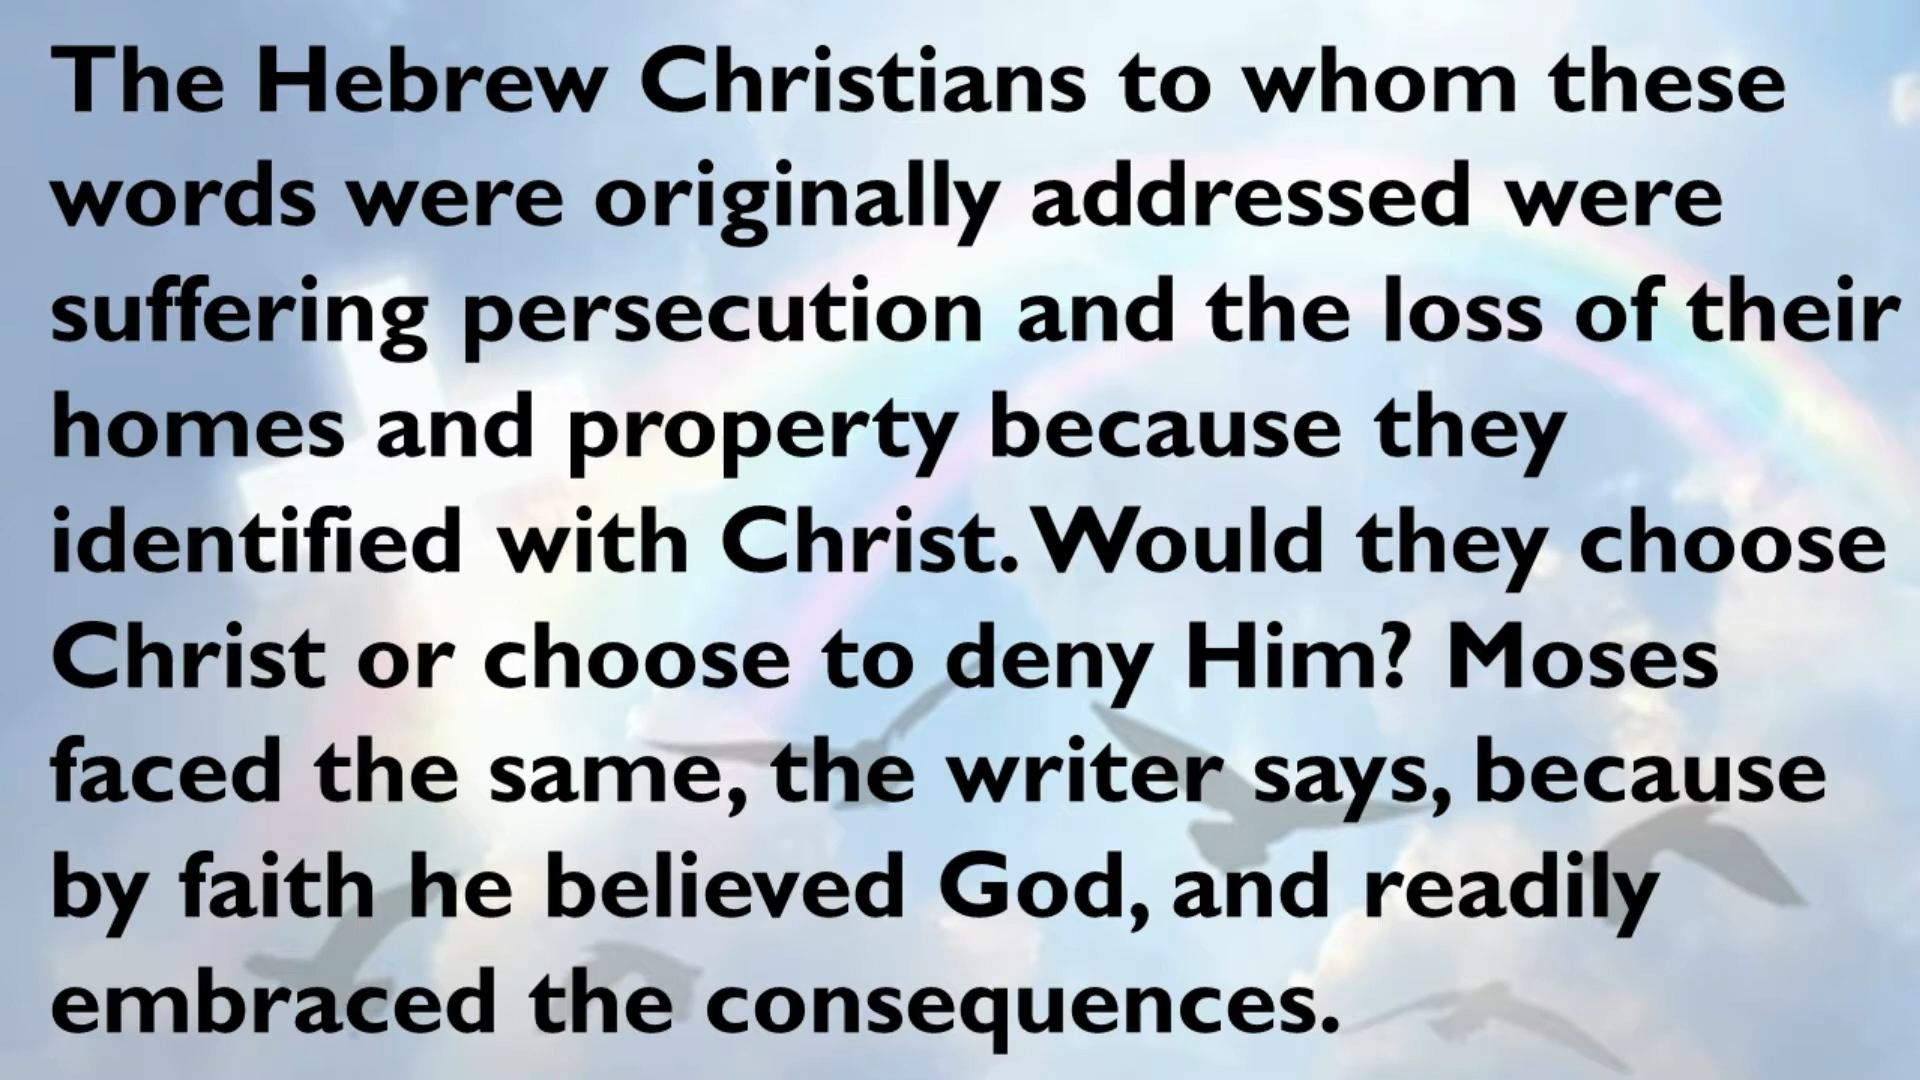 The Hebrew Christians to whom these
words were originally addressed were
suffering persecution and the loss of their
homes and property because they
identified with Christ. Would they choose
Christ or choose to deny Him? Moses
faced the same, the writer says, because
by faith he believed God, and readily
embraced the consequences.